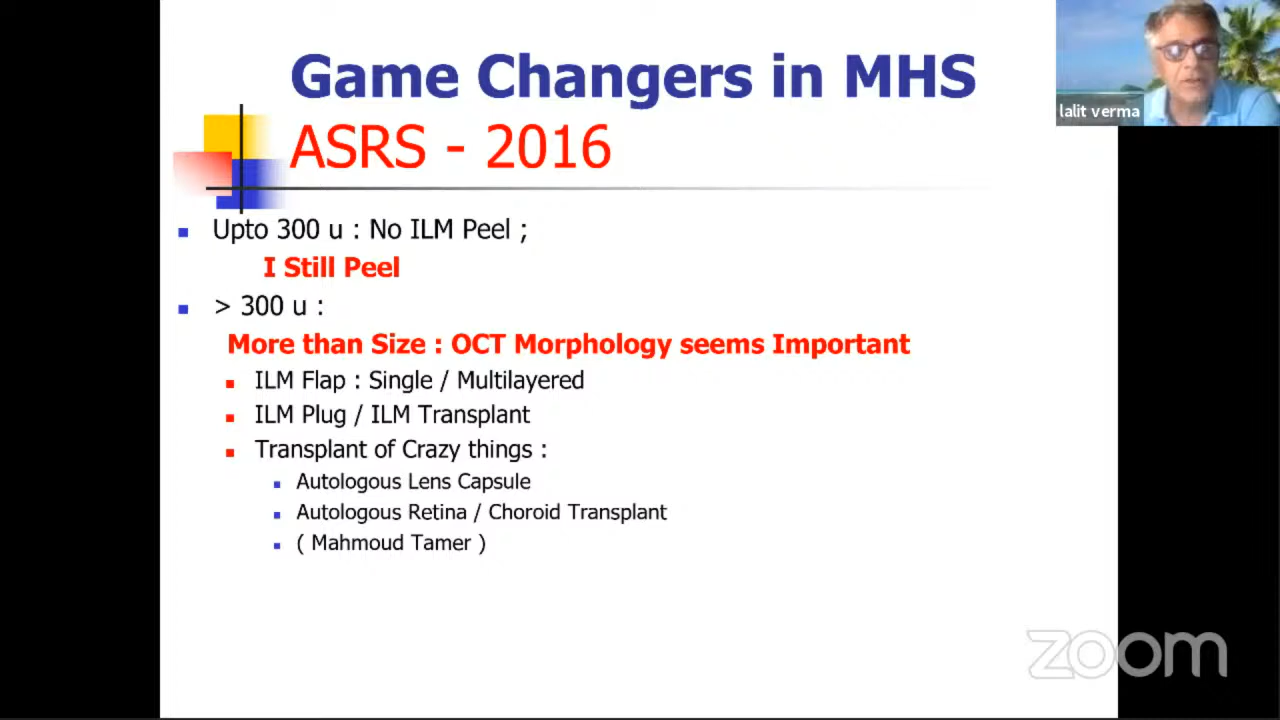 Game Changers in MHS
ASRS - 2016
lalit verma
Upto 300 u : No ILM Peel ;
I Still Peel
> 300 u :
More than Size : OCT Morphology seems Important
ILM Flap : Single / Multilayered
ILM Plug / ILM Transplant
Transplant of Crazy things :
Autologous Lens Capsule
Autologous Retina / Choroid Transplant
( Mahmoud Tamer )
zoom